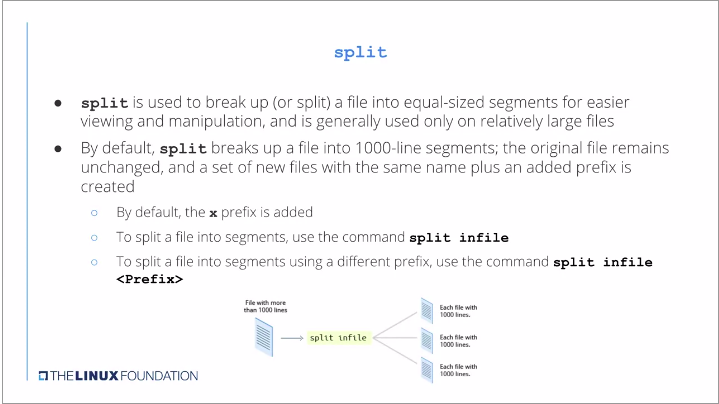 split
● split is used to break up (or split) a file into equal-sized segments for easier
viewing and manipulation, and is generally used only on relatively large files
● By default, split breaks up a file into 1000-line segments; the original file remains
unchanged, and a set of new files with the same name plus an added prefix is
created
○ By default, the x prefix is added
○ To split a file into segments, use the command split infile
○ To split a file into segments using a different prefix, use the command split infile
<Prefix>
File with more
than 1000 lines
split infile
Each file with
1000 lines.
Each file with
1000 lines.
Each file with
1000 lines.
THE LINUX FOUNDATION